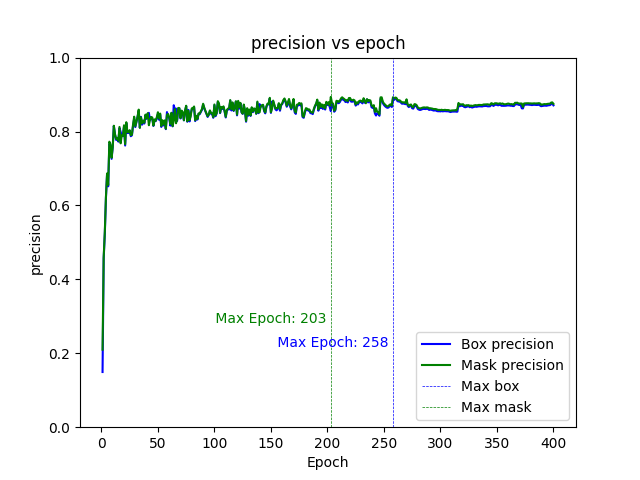 precision vs epoch
1.0
0.8
0.6
0.4
0.2
0.0
precision
Max Epoch: 203
Max Epoch: 258
Box precision
Mask precision
Max box
Max mask
0 50 100 150 200 250 300 350 400
Epoch